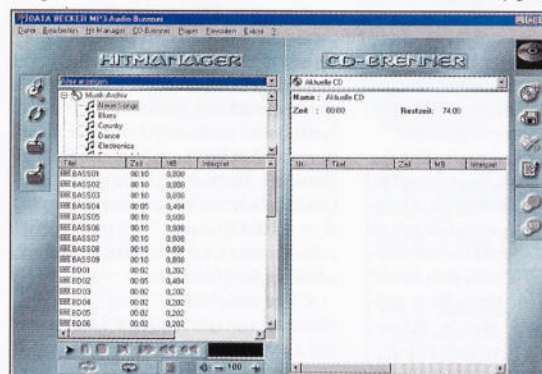 DATA BECKER MP3-Audio-Brenner
Datei Bearbeiten Hit-Manager CD-Brenner Player Favoriten Extras ?
HITMANAGER
CD-BRENNER
Alles anzeigen
Musik-Archiv
Neue Songs
Blues
Country
Dance
Electronics
Titel Zeit MB Interpret
BASS01 00:10 0,808
BASS02 00:10 0,808
BASS03 00:10 0,808
BASS04 00:05 0,404
BASS05 00:10 0,808
BASS06 00:10 0,808
BASS07 00:10 0,808
BASS08 00:10 0,808
BASS09 00:10 0,808
BD01 00:02 0,202
BD02 00:05 0,404
BD03 00:02 0,202
BD04 00:02 0,202
BD05 00:02 0,202
BD06 00:02 0,202
100
Aktuelle CD
Name : Aktuelle CD
Zeit : 00:00 Restzeit: 74:00
Nr. Titel Zeit MB Interpret